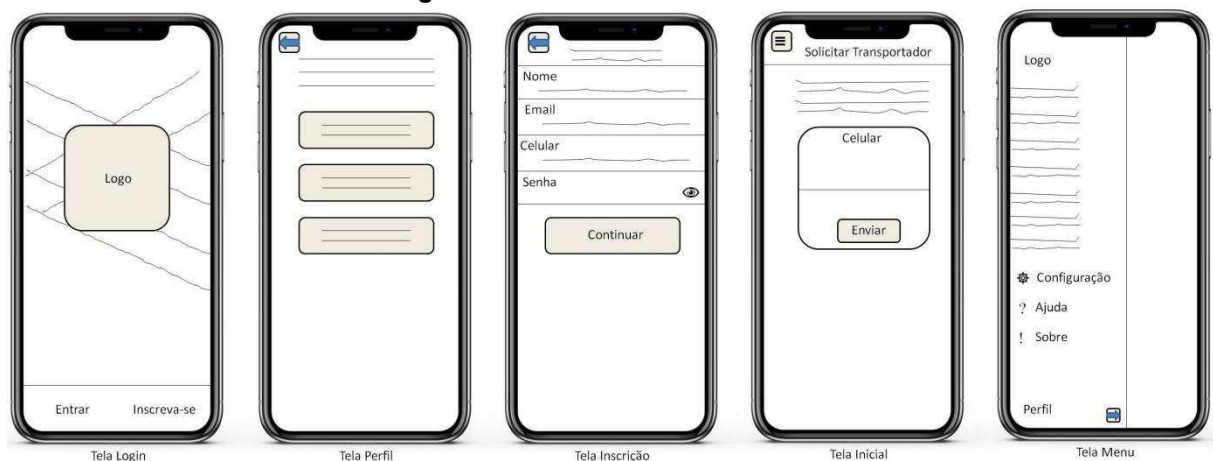 Logo
Entrar
Inscreva-se
Tela Login
Tela Perfil
Nome
Email
Celular
Senha
Continuar
Tela Inscrição
Solicitar Transportador
Celular
Enviar
Tela Inicial
Logo
Configuração
? Ajuda
! Sobre
Perfil
Tela Menu